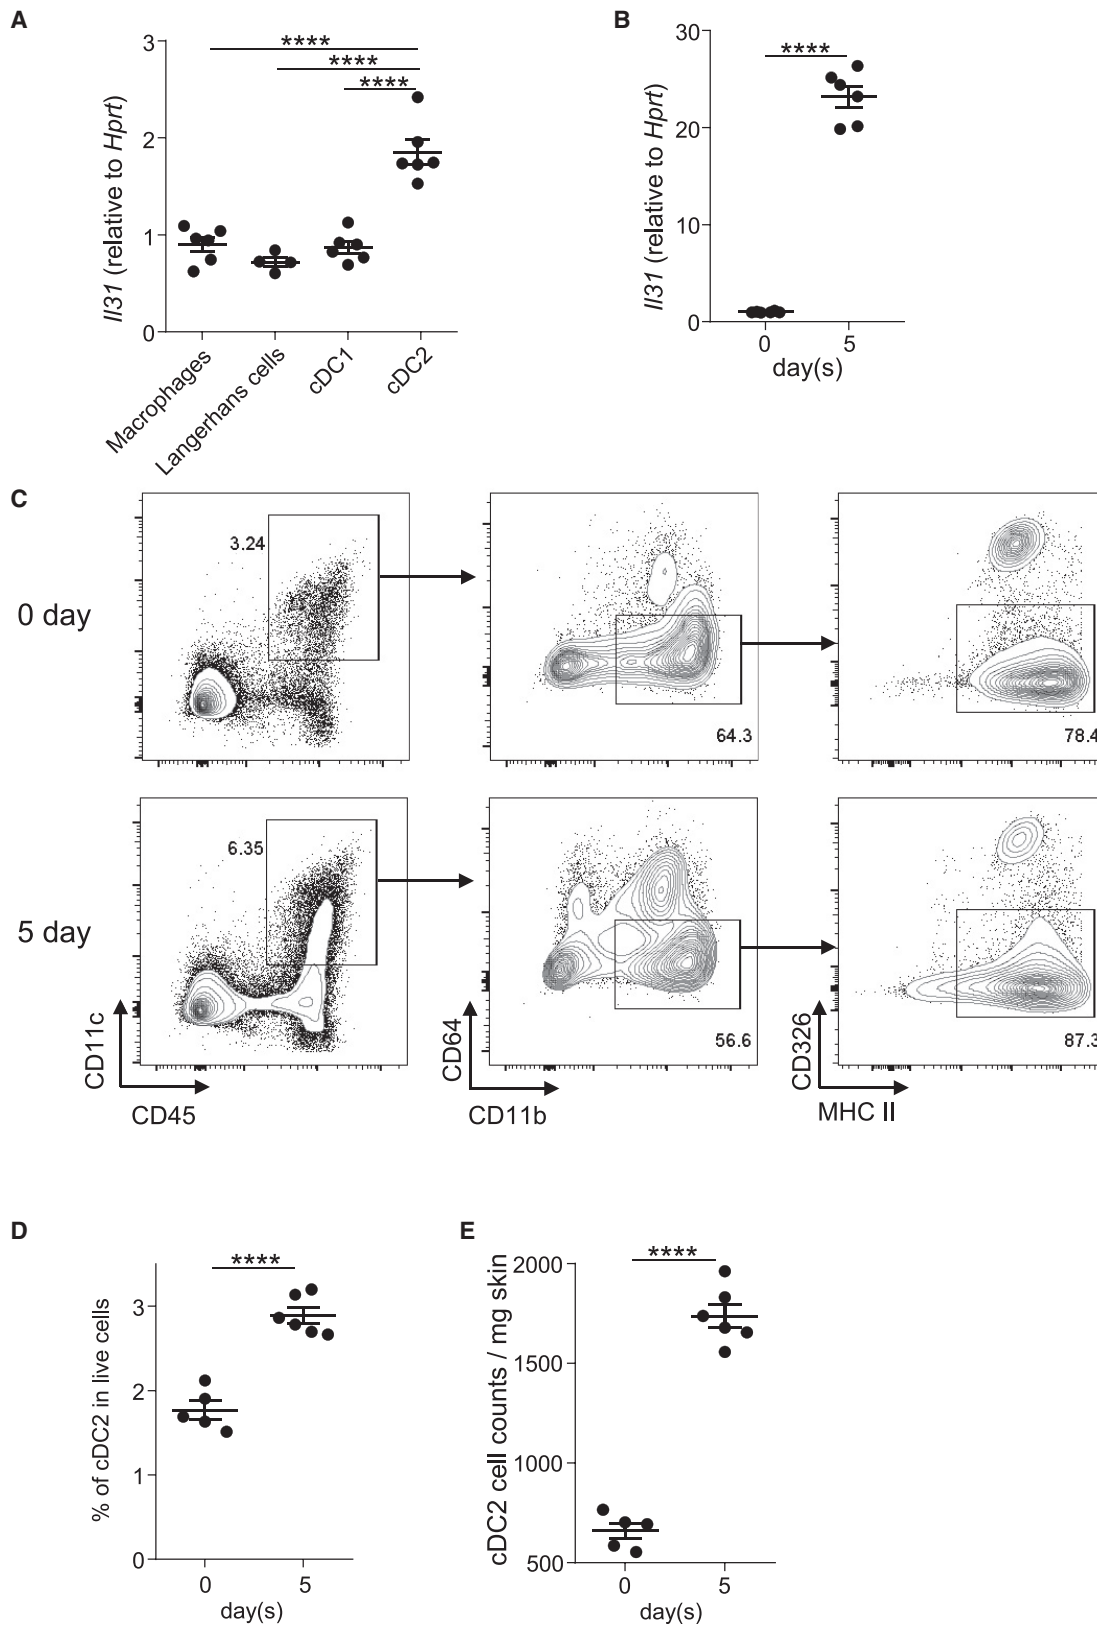 A
Il31 (relative to Hprt)
3
2
1
0
****
****
****
Macrophages
Langerhans cells
cDC1
cDC2
B
Il31 (relative to Hprt)
30
20
10
0
****
0 5
day(s)
C
0 day
3.24
64.3
78.4
5 day
6.35
56.6
87.3
CD11c
CD45
CD64
CD11b
CD326
MHC II
D
% of cDC2 in live cells
3
2
1
0
****
0 5
day(s)
E
cDC2 cell counts / mg skin
2000
1500
1000
500
****
0 5
day(s)